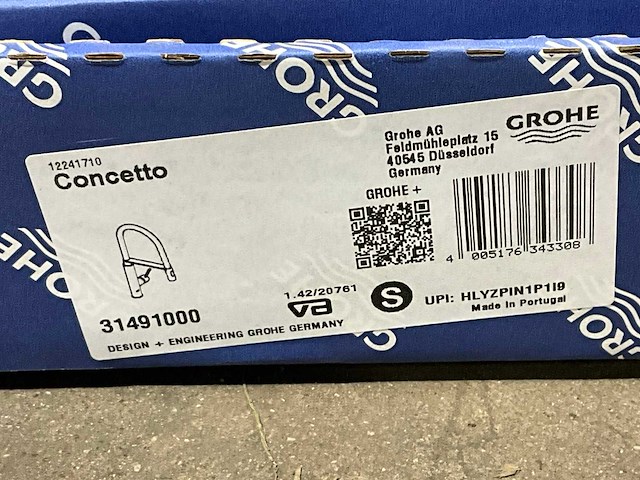 GROHE
GROHE
GROHE
12241710
Concetto
Grohe AG
Feldmühleplatz 15
40545 Düsseldorf
Germany
GROHE +
4 005176 343308
31491000
1.42/20761
va
S
UPI: HLYZPIN1P1I9
Made in Portugal
DESIGN + ENGINEERING GROHE GERMANY